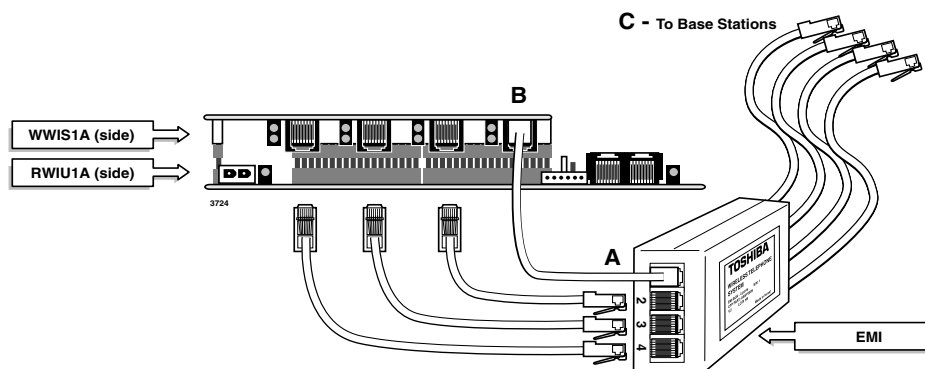 C - To Base Stations
B
WWIS1A (side)
RWIU1A (side)
3724
A
TOSHIBA
WIRELESS TELEPHONE
SYSTEM
2
3
4
EMI